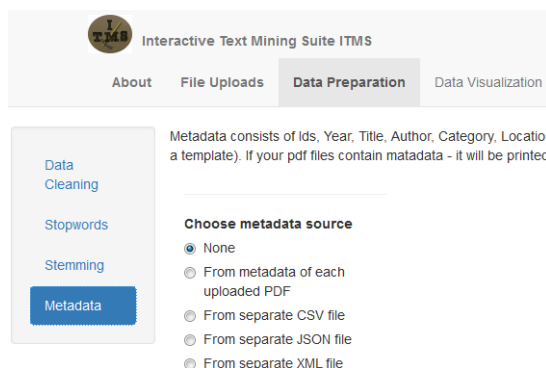 I
T M S
Interactive Text Mining Suite ITMS
About File Uploads Data Preparation Data Visualization
Metadata consists of Ids, Year, Title, Author, Category, Locatio
a template). If your pdf files contain matadata - it will be printed
Data
Cleaning
Stopwords
Stemming
Metadata
Choose metadata source
None
From metadata of each
uploaded PDF
From separate CSV file
From separate JSON file
From separate XML file